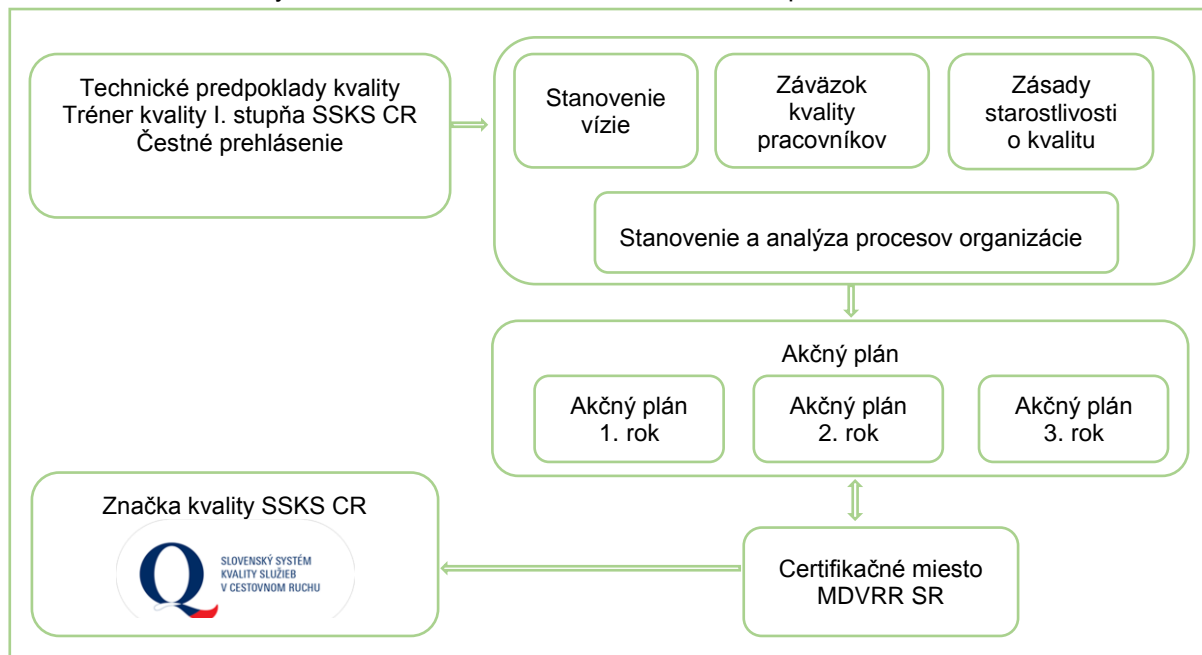 Technické predpoklady kvality
Tréner kvality I. stupňa SSKS CR
Čestné prehlásenie
Stanovenie
vízie
Záväzok
kvality
pracovníkov
Zásady
starostlivosti
o kvalitu
Stanovenie a analýza procesov organizácie
Akčný plán
Akčný plán
1. rok
Akčný plán
2. rok
Akčný plán
3. rok
Certifikačné miesto
MDVRR SR
Značka kvality SSKS CR
Q
SLOVENSKÝ SYSTÉM
KVALITY SLUŽIEB
V CESTOVNOM RUCHU